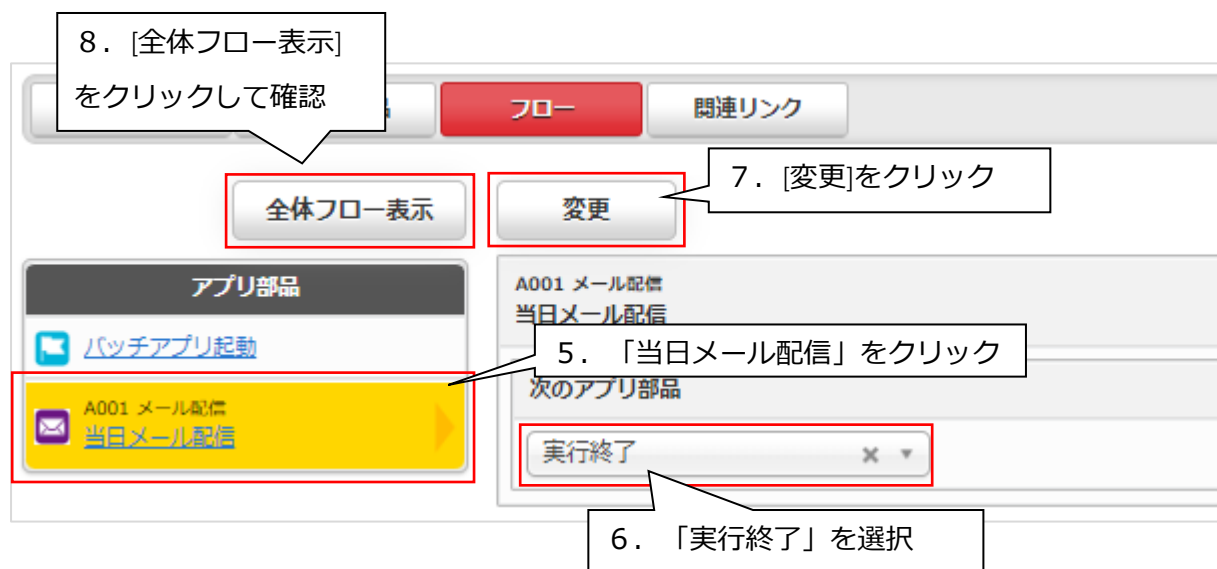 ８．[全体フロー表示]
をクリックして確認
フロー
関連リンク
全体フロー表示
変更
７．[変更]をクリック
アプリ部品
バッチアプリ起動
A001 メール配信
当日メール配信
A001 メール配信
当日メール配信
５．「当日メール配信」をクリック
次のアプリ部品
実行終了
６．「実行終了」を選択